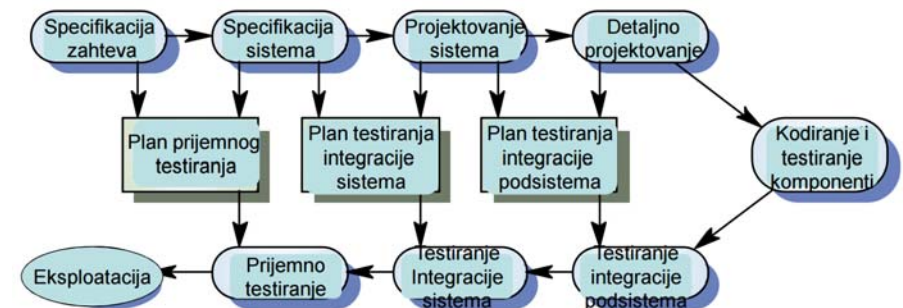 Specifikacija
zahteva
Specifikacija
sistema
Projektovanje
sistema
Detaljno
projektovanje
Plan prijemnog
testiranja
Plan testiranja
integracije
sistema
Plan testiranja
integracije
podsistema
Kodiranje i
testiranje
komponenti
Eksploatacija
Prijemno
testiranje
Testiranje
Integracije
sistema
Testiranje
integracije
podsistema